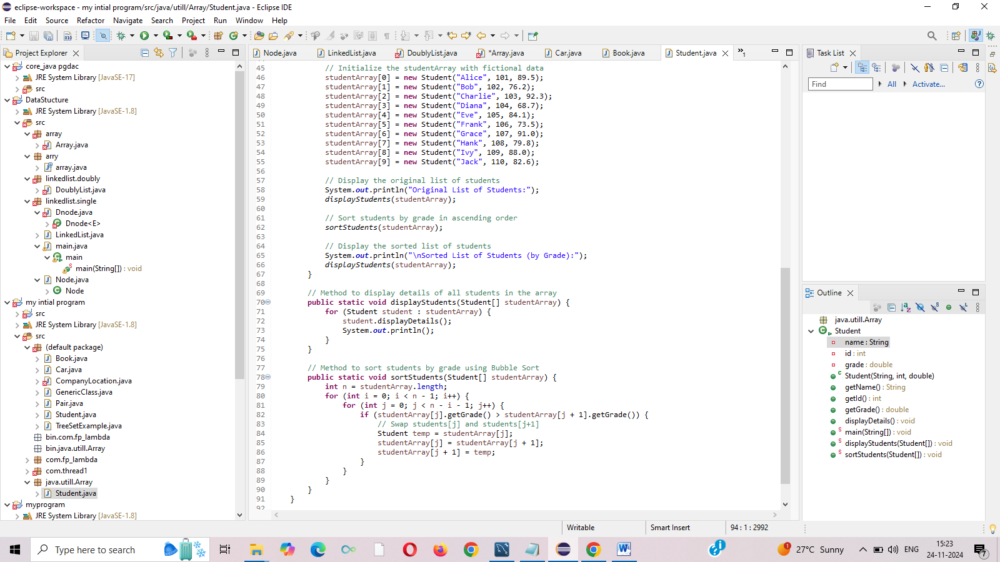 eclipse-workspace - my intial program/src/java/utill/Array/Student.java - Eclipse IDE
File Edit Source Refactor Navigate Search Project Run Window Help
Project Explorer
core_java pgdac
JRE System Library [JavaSE-17]
src
DataStucture
JRE System Library [JavaSE-1.8]
src
array
Array.java
arry
array.java
linkedlist.doubly
DoublyList.java
linkedlist.single
Dnode.java
Dnode<E>
LinkedList.java
main.java
main
main(String[]) : void
Node.java
Node
my intial program
src
JRE System Library [JavaSE-1.8]
src
(default package)
Book.java
Car.java
CompanyLocation.java
GenericClass.java
Pair.java
Student.java
TreeSetExample.java
bin.com.fp_lambda
bin.java.utill.Array
com.fp_lambda
com.thread1
java.utill.Array
Student.java
myprogram
JRE System Library [JavaSE-1.8]
Node.java LinkedList.java DoublyList.java *Array.java Car.java Book.java Student.java »1
45 // Initialize the studentArray with fictional data
46 studentArray[0] = new Student("Alice", 101, 89.5);
47 studentArray[1] = new Student("Bob", 102, 76.2);
48 studentArray[2] = new Student("Charlie", 103, 92.3);
49 studentArray[3] = new Student("Diana", 104, 68.7);
50 studentArray[4] = new Student("Eve", 105, 84.1);
51 studentArray[5] = new Student("Frank", 106, 73.5);
52 studentArray[6] = new Student("Grace", 107, 91.0);
53 studentArray[7] = new Student("Hank", 108, 79.8);
54 studentArray[8] = new Student("Ivy", 109, 88.0);
55 studentArray[9] = new Student("Jack", 110, 82.6);
56
57 // Display the original list of students
58 System.out.println("Original List of Students:");
59 displayStudents(studentArray);
60
61 // Sort students by grade in ascending order
62 sortStudents(studentArray);
63
64 // Display the sorted list of students
65 System.out.println("\nSorted List of Students (by Grade):");
66 displayStudents(studentArray);
67 }
68
69 // Method to display details of all students in the array
70 public static void displayStudents(Student[] studentArray) {
71 for (Student student : studentArray) {
72 student.displayDetails();
73 System.out.println();
74 }
75 }
76
77 // Method to sort students by grade using Bubble Sort
78 public static void sortStudents(Student[] studentArray) {
79 int n = studentArray.length;
80 for (int i = 0; i < n - 1; i++) {
81 for (int j = 0; j < n - i - 1; j++) {
82 if (studentArray[j].getGrade() > studentArray[j + 1].getGrade()) {
83 // Swap students[j] and students[j+1]
84 Student temp = studentArray[j];
85 studentArray[j] = studentArray[j + 1];
86 studentArray[j + 1] = temp;
87 }
88 }
89 }
90 }
91 }
92
Task List
Find All Activate...
Outline
java.utill.Array
Student
name : String
id : int
grade : double
Student(String, int, double)
getName() : String
getId() : int
getGrade() : double
displayDetails() : void
main(String[]) : void
displayStudents(Student[]) : void
sortStudents(Student[]) : void
Writable Smart Insert 94 : 1 : 2992
Type here to search
27°C Sunny ENG 15:23
24-11-2024
7